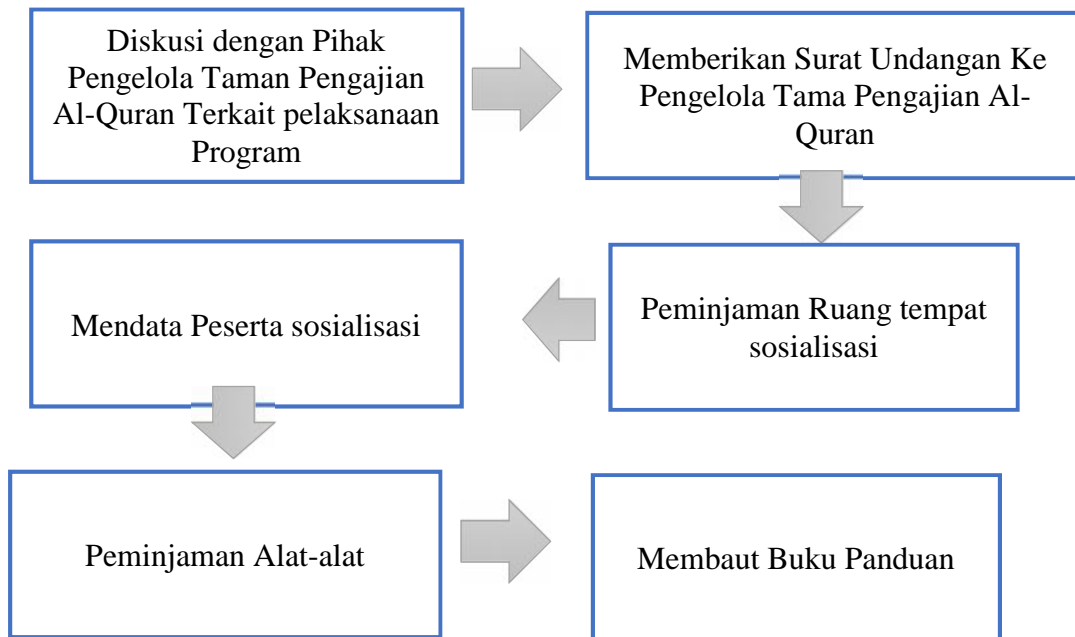 Diskusi dengan Pihak
Pengelola Taman Pengajian
Al-Quran Terkait pelaksanaan
Program
Memberikan Surat Undangan Ke
Pengelola Tama Pengajian Al-
Quran
Peminjaman Ruang tempat
sosialisasi
Mendata Peserta sosialisasi
Peminjaman Alat-alat
Membaut Buku Panduan